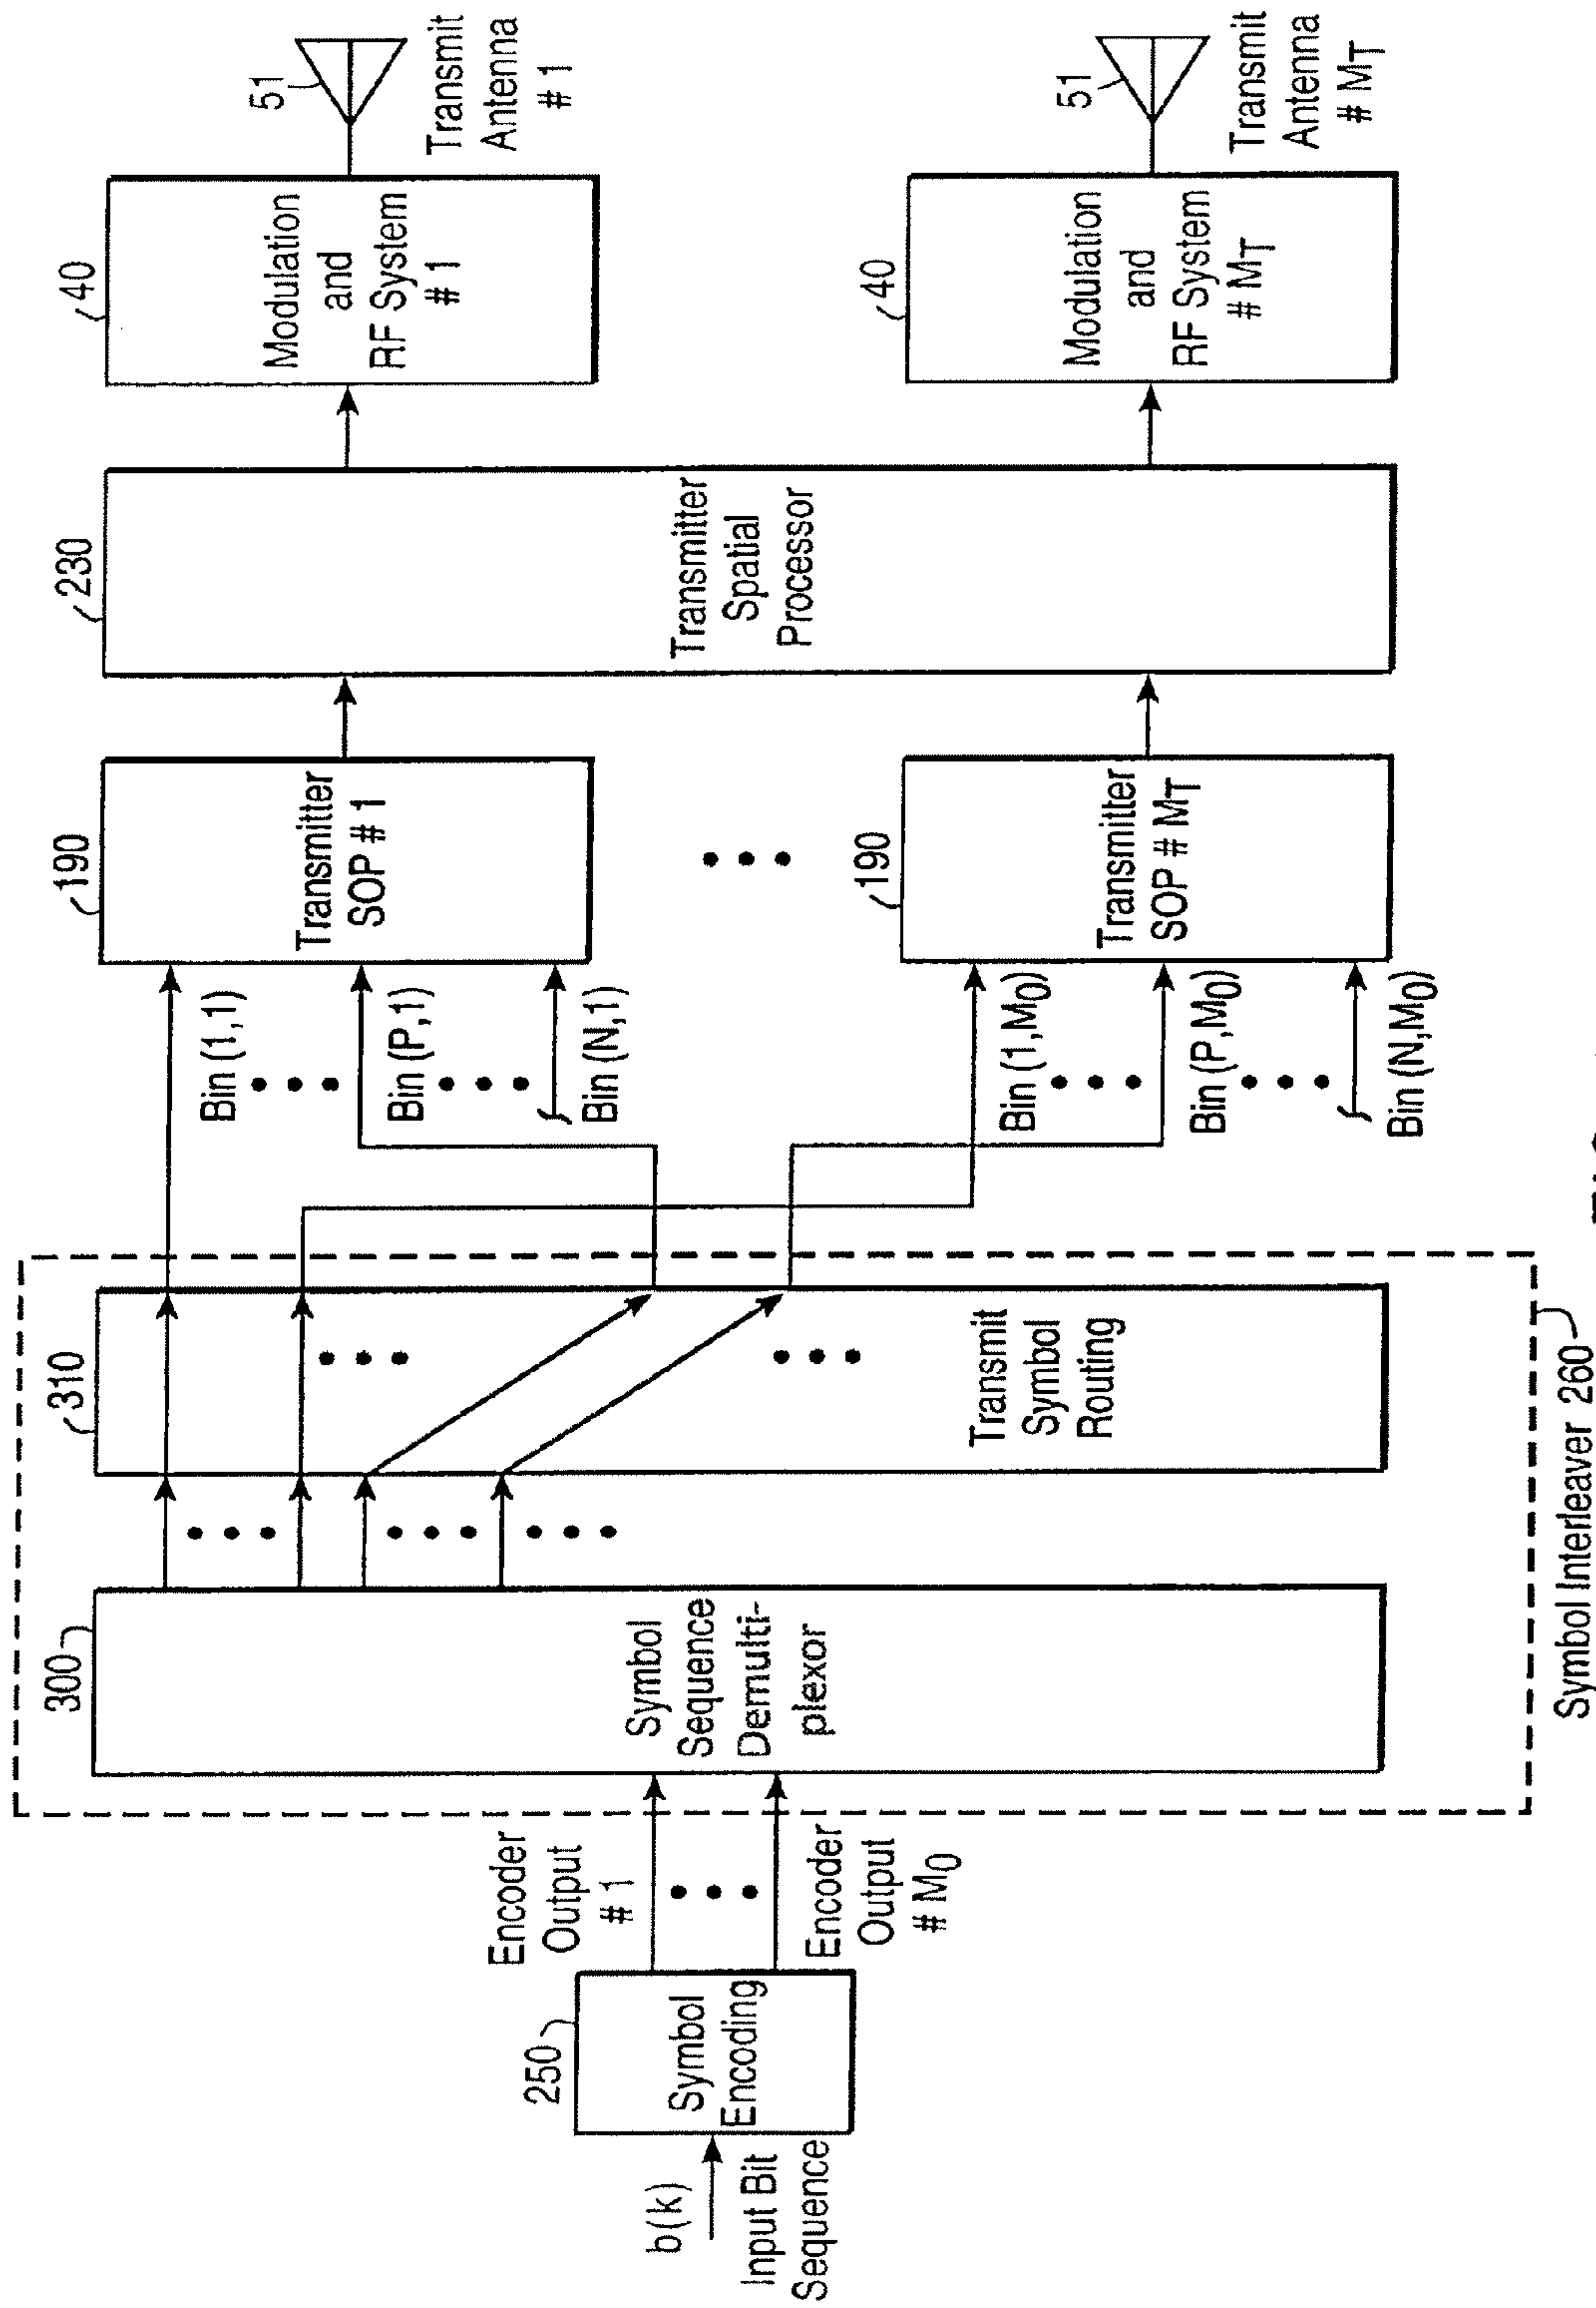 b(k)
Input Bit
Sequence
250
Symbol
Encoding
Encoder
Output
# 1
Encoder
Output
# M0
300
Symbol
Sequence
Demulti-
plexor
310
Transmit
Symbol
Routing
Symbol Interleaver 260
Bin (1,1)
Bin (P,1)
Bin (N,1)
Bin (1,M0)
Bin (P,M0)
Bin (N,M0)
190
Transmitter
SOP # 1
190
Transmitter
SOP # MT
230
Transmitter
Spatial
Processor
40
Modulation
and
RF System
# 1
40
Modulation
and
RF System
# MT
51
Transmit
Antenna
# 1
51
Transmit
Antenna
# MT